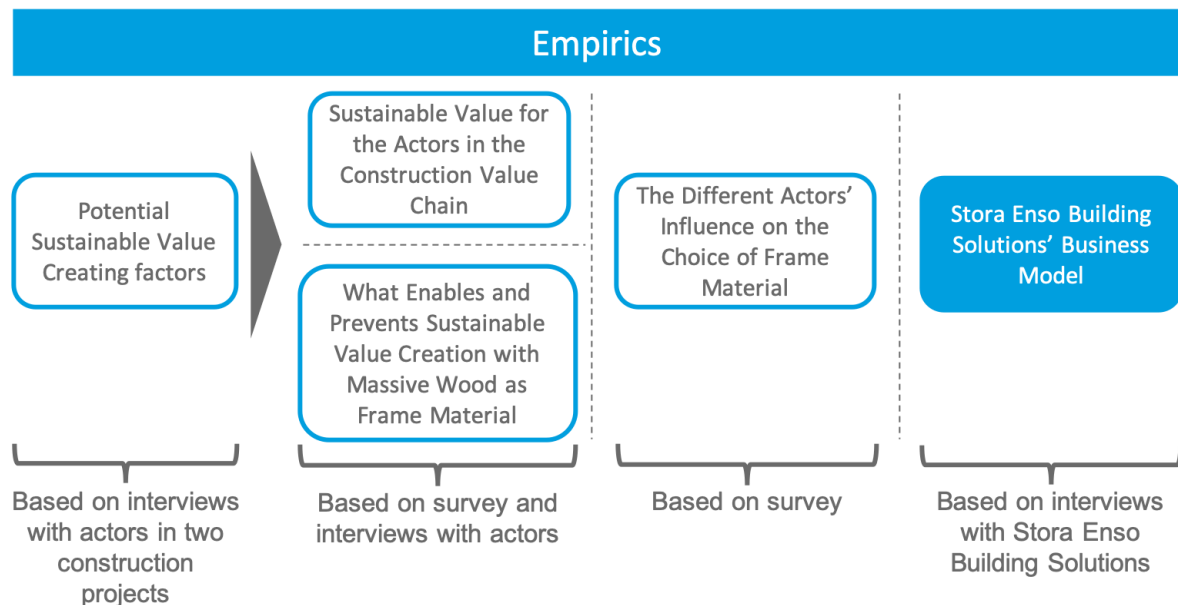 Empirics
Potential
Sustainable Value
Creating factors
Sustainable Value for
the Actors in the
Construction Value
Chain
What Enables and
Prevents Sustainable
Value Creation with
Massive Wood as
Frame Material
The Different Actors’
Influence on the
Choice of Frame
Material
Stora Enso Building
Solutions’ Business
Model
Based on interviews
with actors in two
construction
projects
Based on survey and
interviews with actors
Based on survey
Based on interviews
with Stora Enso
Building Solutions